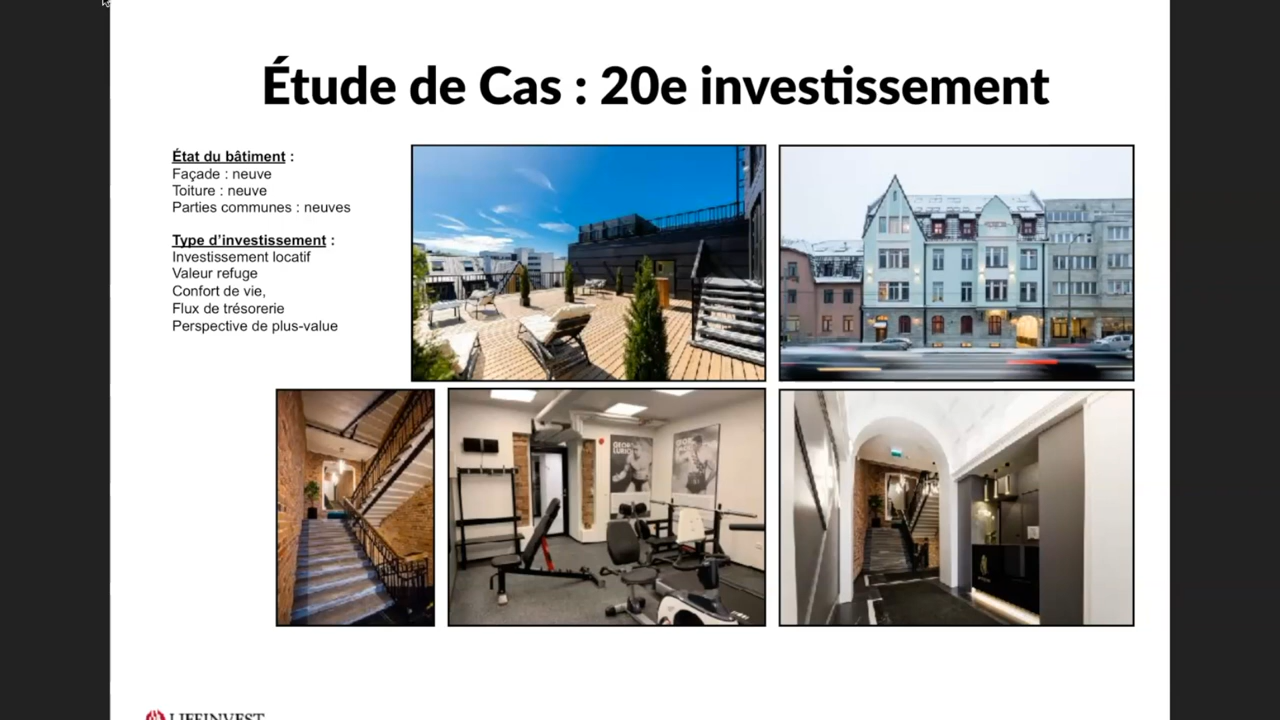 Étude de Cas : 20e investissement
État du bâtiment :
Façade : neuve
Toiture : neuve
Parties communes : neuves
Type d'investissement :
Investissement locatif
Valeur refuge
Confort de vie,
Flux de trésorerie
Perspective de plus-value
LIFEINVEST